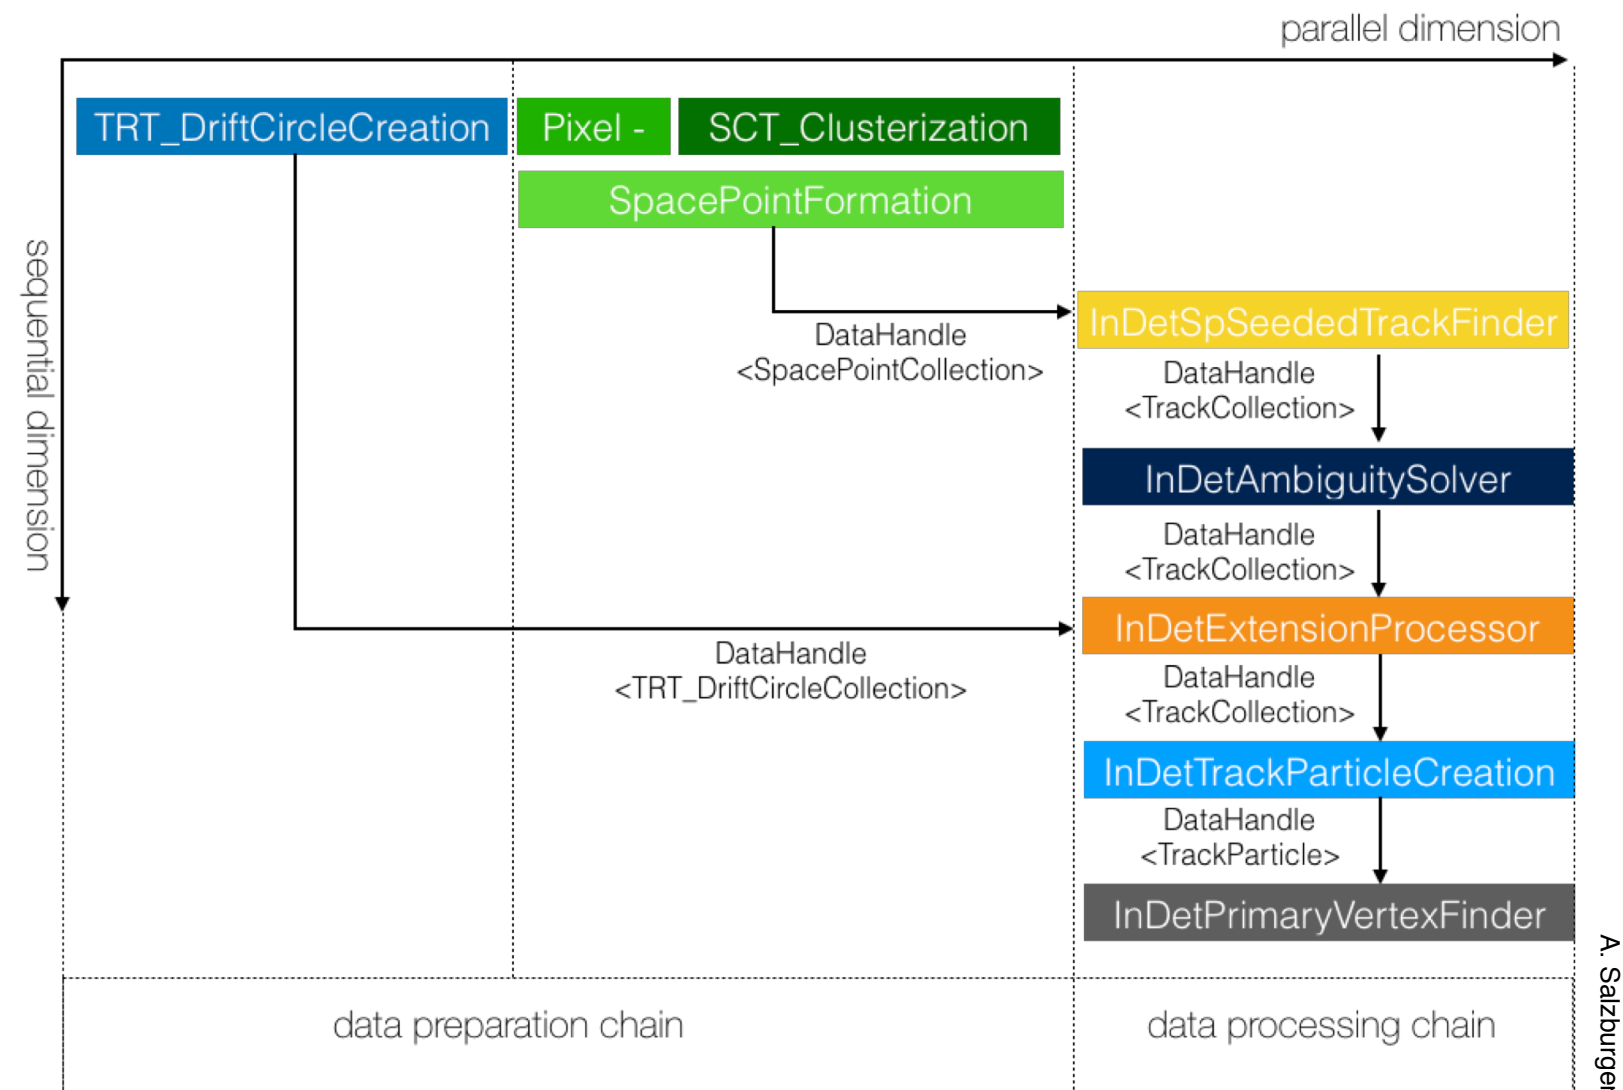 parallel dimension
TRT_DriftCircleCreation
Pixel -
SCT_Clusterization
SpacePointFormation
sequential dimension
DataHandle
<SpacePointCollection>
InDetSpSeededTrackFinder
DataHandle
<TrackCollection>
InDetAmbiguitySolver
DataHandle
<TrackCollection>
InDetExtensionProcessor
DataHandle
<TRT_DriftCircleCollection>
DataHandle
<TrackCollection>
InDetTrackParticleCreation
DataHandle
<TrackParticle>
InDetPrimaryVertexFinder
data preparation chain
data processing chain
A. Salzburger